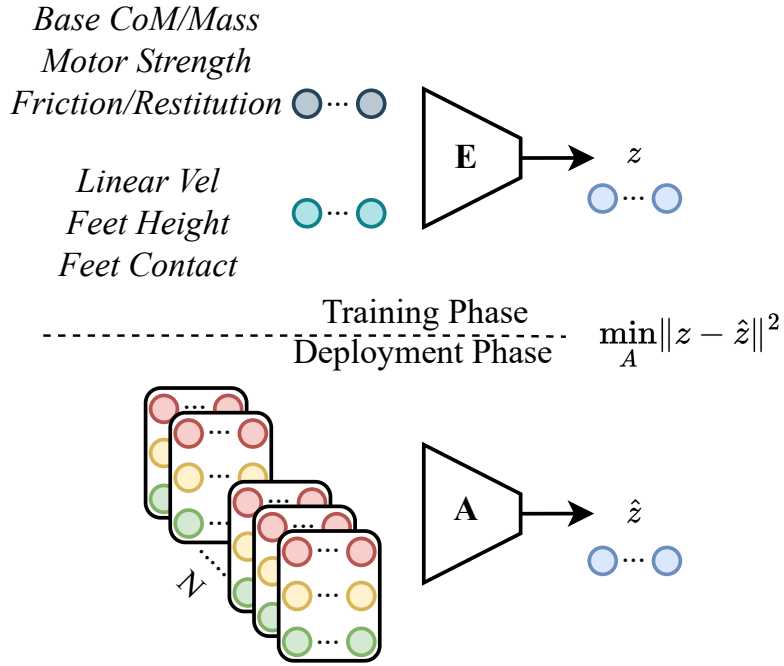 Base CoM/Mass
Motor Strength
Friction/Restitution
...
E
z
...
Linear Vel
Feet Height
Feet Contact
...
Training Phase
Deployment Phase
min_A ‖z − ẑ‖²
N
A
ẑ
...